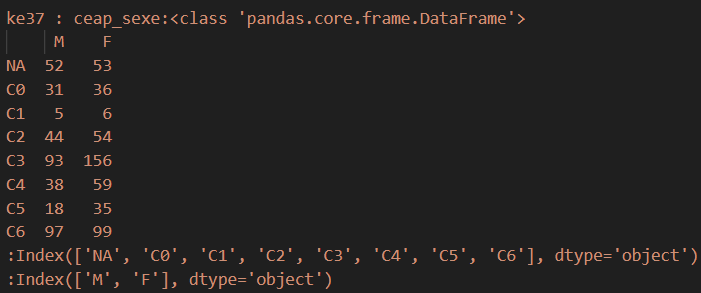 ke37 : ceap_sexe:<class 'pandas.core.frame.DataFrame'>
M F
NA 52 53
C0 31 36
C1 5 6
C2 44 54
C3 93 156
C4 38 59
C5 18 35
C6 97 99
:Index(['NA', 'C0', 'C1', 'C2', 'C3', 'C4', 'C5', 'C6'], dtype='object')
:Index(['M', 'F'], dtype='object')